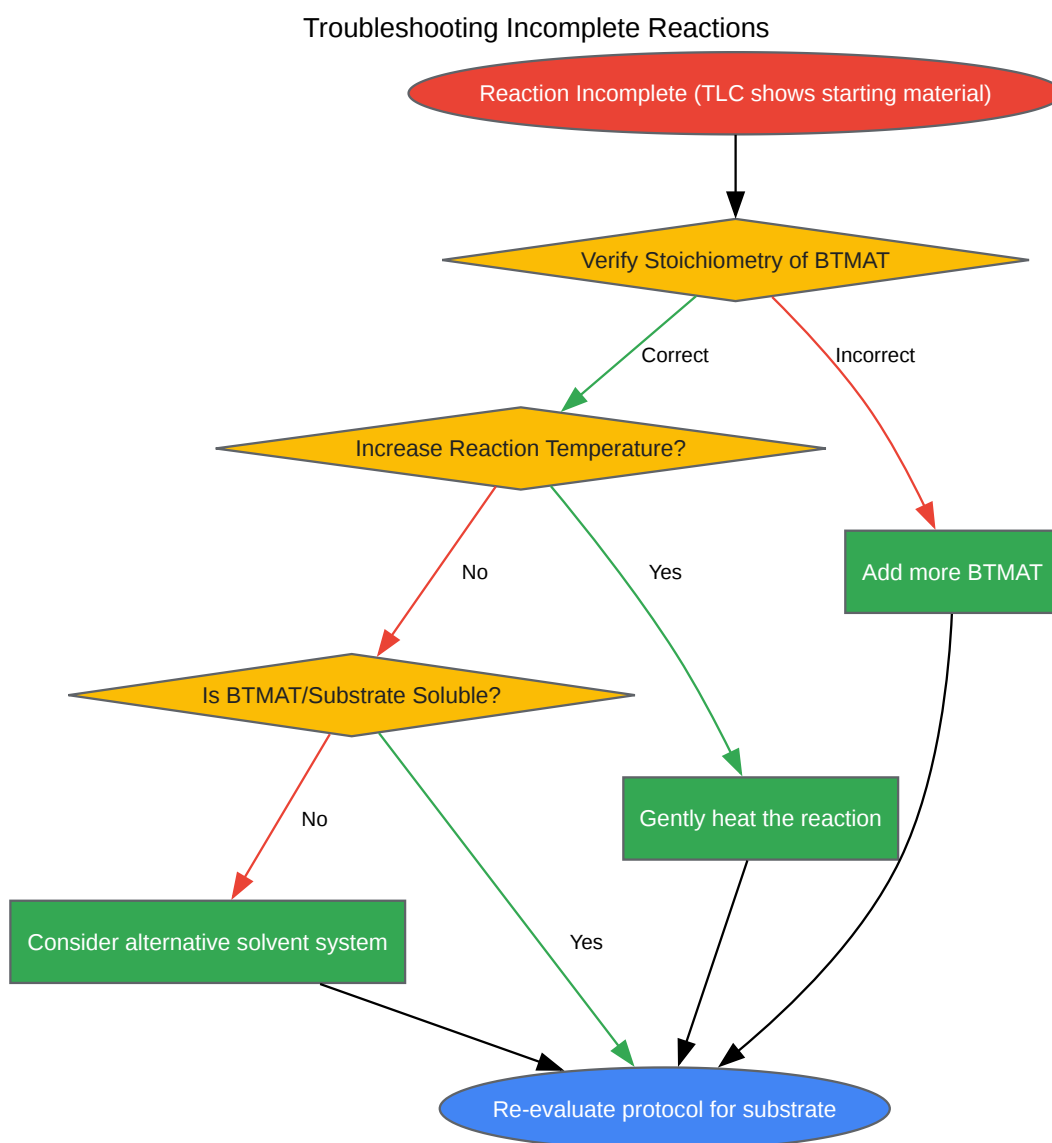 Troubleshooting Incomplete Reactions
Reaction Incomplete (TLC shows starting material)
Verify Stoichiometry of BTMAT
Correct
Incorrect
Increase Reaction Temperature?
No
Yes
Add more BTMAT
Is BTMAT/Substrate Soluble?
No
Gently heat the reaction
Consider alternative solvent system
Yes
Re-evaluate protocol for substrate